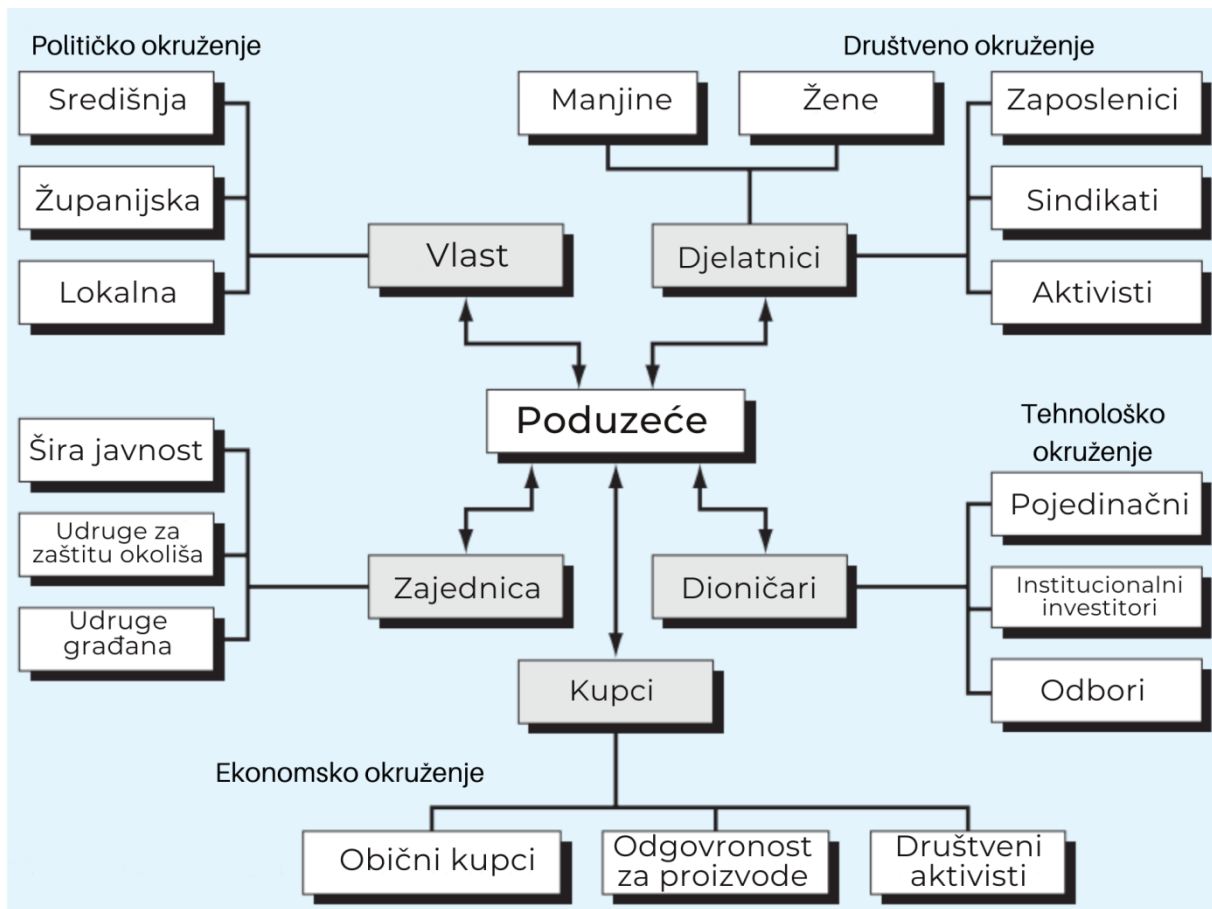 Političko okruženje
Društveno okruženje
Središnja
Županijska
Lokalna
Manjine
Žene
Zaposlenici
Sindikati
Aktivisti
Vlast
Djelatnici
Poduzeće
Tehnološko
okruženje
Šira javnost
Udruge za
zaštitu okoliša
Udruge
građana
Zajednica
Dioničari
Pojedinačni
Institucionalni
investitori
Odbori
Kupci
Ekonomsko okruženje
Obični kupci
Odgovronost
za proizvode
Društveni
aktivisti